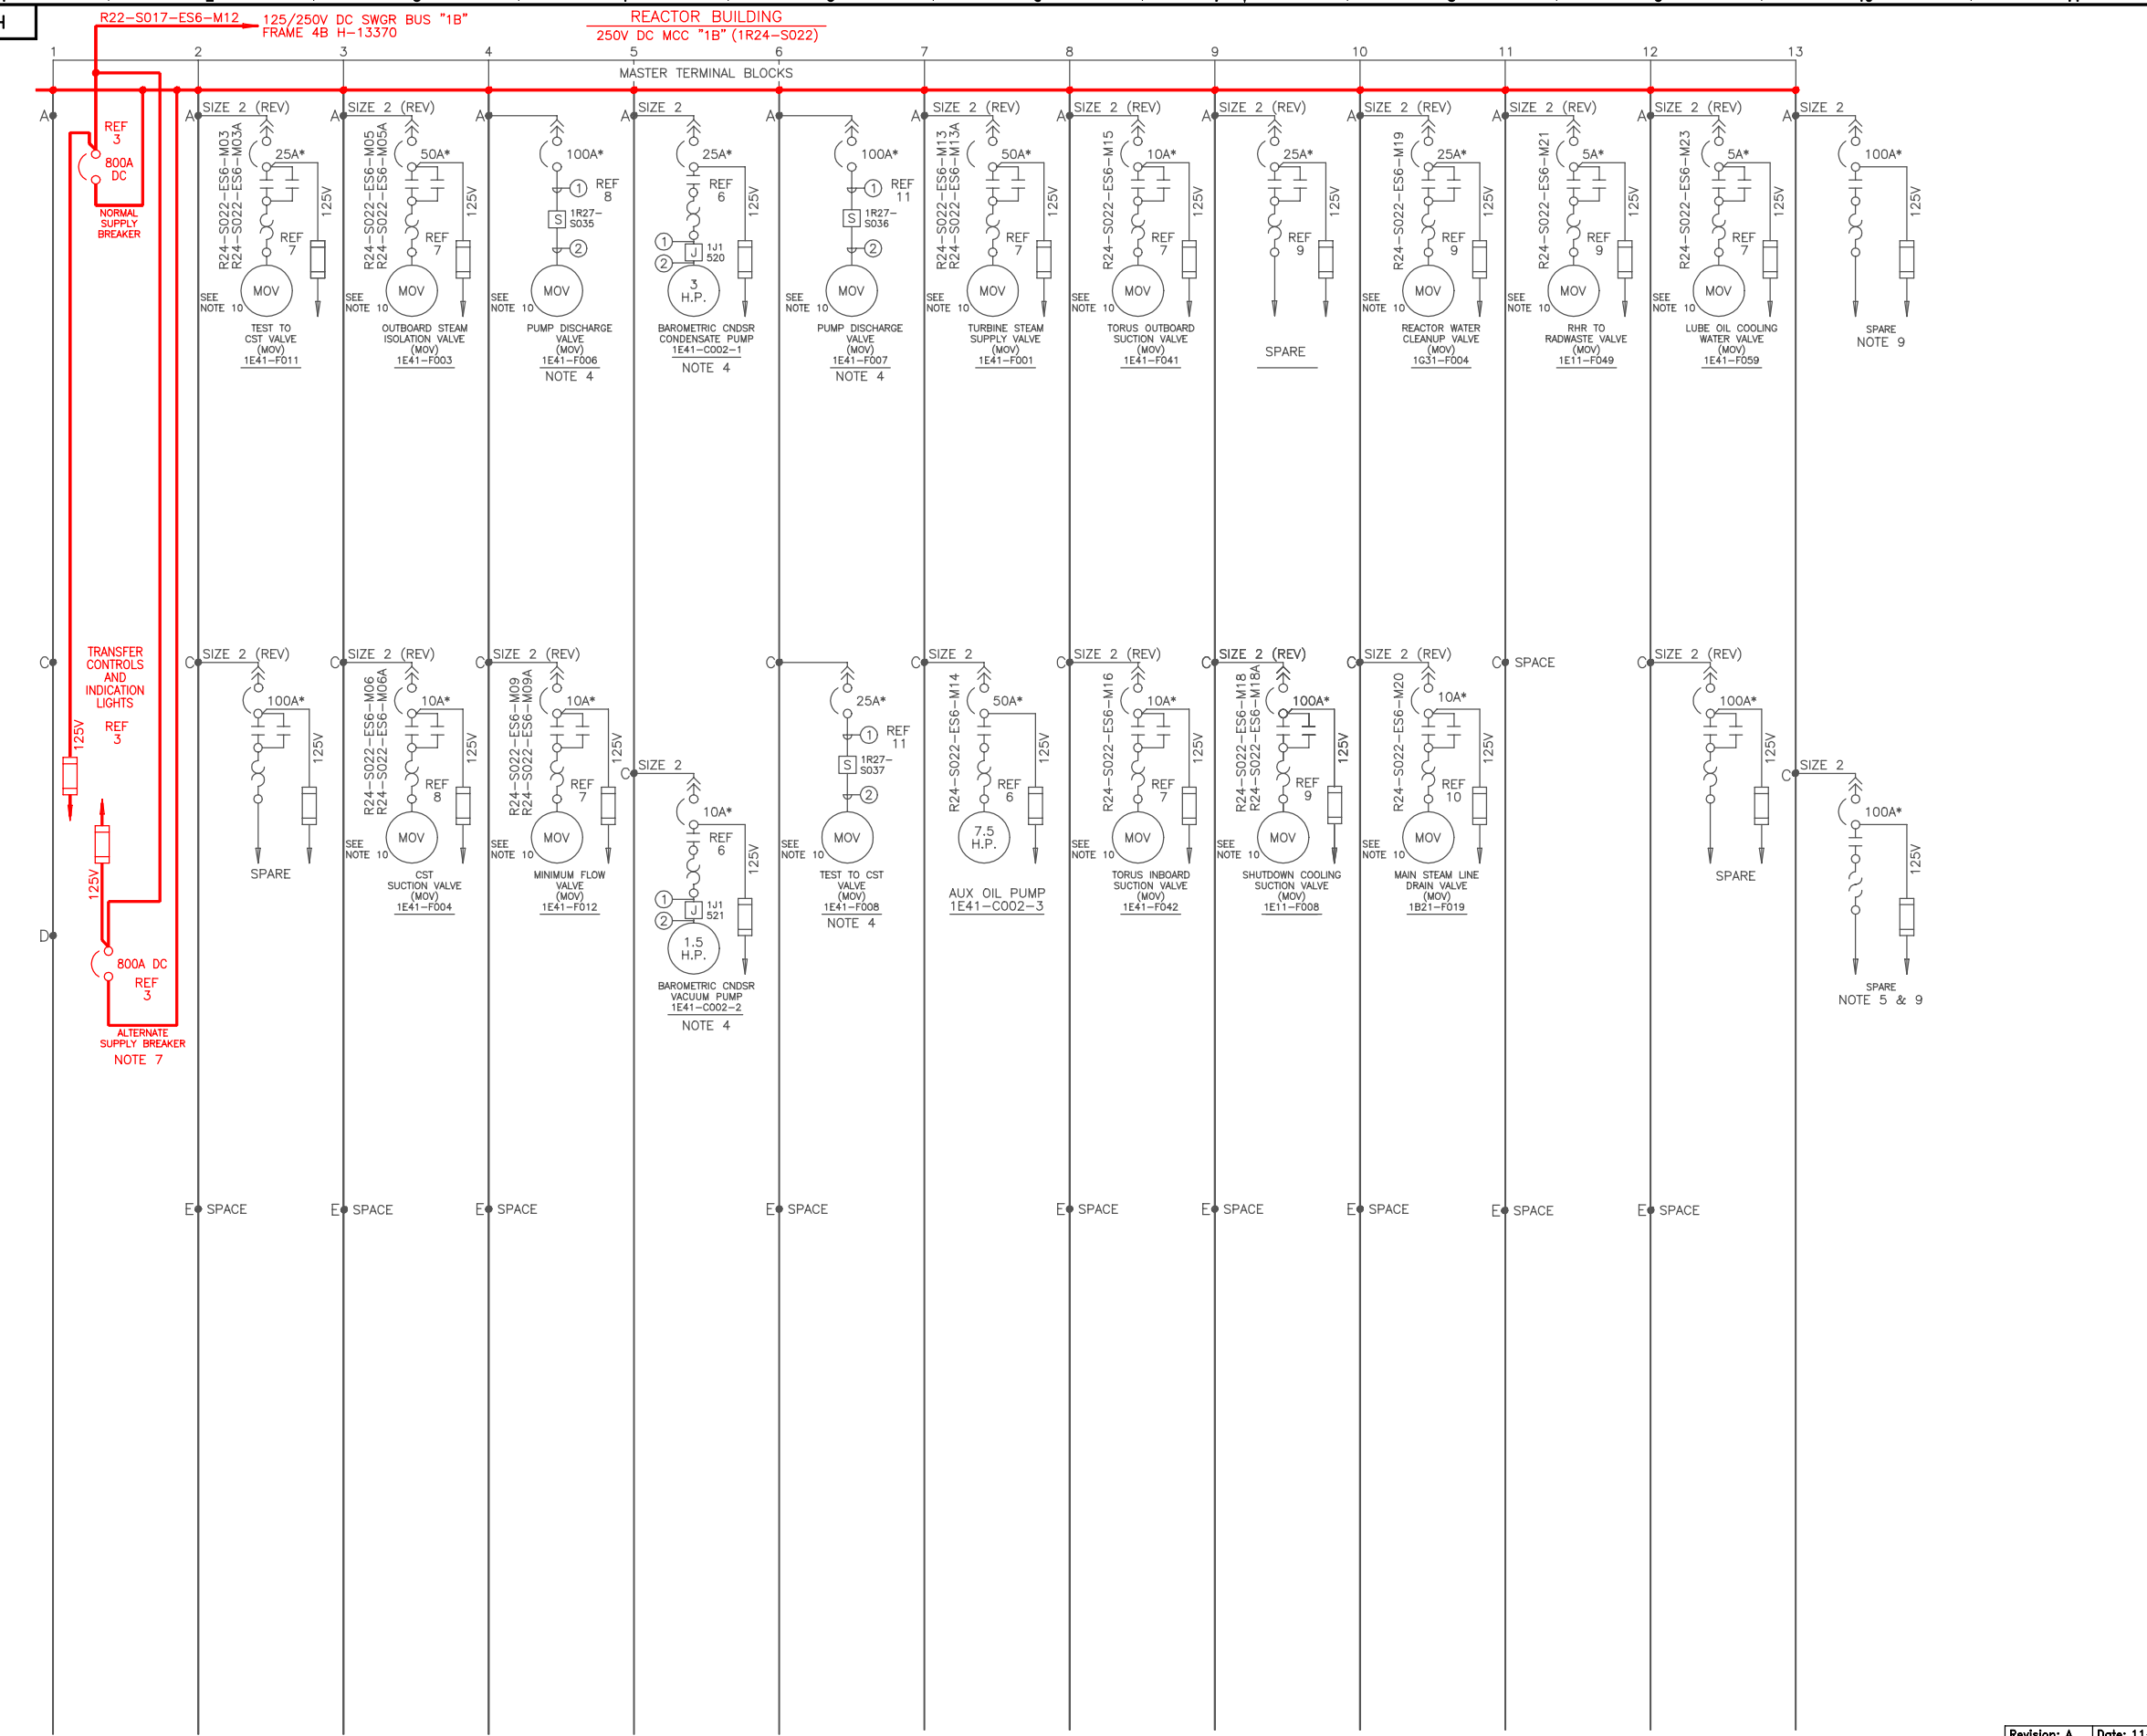 H
R22-S017-ES6-M12
125/250V DC SWGR BUS "1B"
FRAME 4B H-13370
REACTOR BUILDING
250V DC MCC "1B" (1R24-S022)
1 2 3 4 5 6 7 8 9 10 11 12 13
MASTER TERMINAL BLOCKS
A
REF
3
800A
DC
NORMAL
SUPPLY
BREAKER
C
TRANSFER
CONTROLS
AND
INDICATION
LIGHTS
REF
3
125V
125V
D
800A DC
REF
3
ALTERNATE
SUPPLY BREAKER
NOTE 7
A
SIZE 2 (REV)
R24-S022-ES6-M03
R24-S022-ES6-M03A
25A*
125V
REF
7
MOV
SEE
NOTE 10
TEST TO
CST VALVE
(MOV)
1E41-F011
A
SIZE 2 (REV)
R24-S022-ES6-M05
R24-S022-ES6-M05A
50A*
125V
REF
7
MOV
SEE
NOTE 10
OUTBOARD STEAM
ISOLATION VALVE
(MOV)
1E41-F003
A
100A*
1
REF
8
S
1R27-
S035
2
MOV
SEE
NOTE 10
PUMP DISCHARGE
VALVE
(MOV)
1E41-F006
NOTE 4
A
SIZE 2
25A*
REF
6
125V
1
J
1J1
520
2
3
H.P.
BAROMETRIC CNDSR
CONDENSATE PUMP
1E41-C002-1
NOTE 4
A
100A*
1
REF
11
S
1R27-
S036
2
MOV
SEE
NOTE 10
PUMP DISCHARGE
VALVE
(MOV)
1E41-F007
NOTE 4
A
SIZE 2 (REV)
R24-S022-ES6-M13
R24-S022-ES6-M13A
50A*
125V
REF
7
MOV
SEE
NOTE 10
TURBINE STEAM
SUPPLY VALVE
(MOV)
1E41-F001
A
SIZE 2 (REV)
R24-S022-ES6-M15
10A*
125V
REF
7
MOV
SEE
NOTE 10
TORUS OUTBOARD
SUCTION VALVE
(MOV)
1E41-F041
A
SIZE 2 (REV)
25A*
125V
REF
9
SPARE
A
SIZE 2 (REV)
R24-S022-ES6-M19
25A*
125V
REF
9
MOV
SEE
NOTE 10
REACTOR WATER
CLEANUP VALVE
(MOV)
1G31-F004
A
SIZE 2 (REV)
R24-S022-ES6-M21
5A*
125V
REF
9
MOV
SEE
NOTE 10
RHR TO
RADWASTE VALVE
(MOV)
1E11-F049
A
SIZE 2 (REV)
R24-S022-ES6-M23
5A*
125V
REF
7
MOV
SEE
NOTE 10
LUBE OIL COOLING
WATER VALVE
(MOV)
1E41-F059
A
SIZE 2
100A*
125V
SPARE
NOTE 9
C
SIZE 2 (REV)
100A*
125V
SPARE
C
SIZE 2 (REV)
R24-S022-ES6-M06
R24-S022-ES6-M06A
10A*
125V
REF
8
MOV
SEE
NOTE 10
CST
SUCTION VALVE
(MOV)
1E41-F004
C
SIZE 2 (REV)
R24-S022-ES6-M09
R24-S022-ES6-M09A
10A*
125V
REF
7
MOV
SEE
NOTE 10
MINIMUM FLOW
VALVE
(MOV)
1E41-F012
C
SIZE 2
10A*
REF
6
125V
1
J
1J1
521
2
1.5
H.P.
BAROMETRIC CNDSR
VACUUM PUMP
1E41-C002-2
NOTE 4
C
25A*
1
REF
11
S
1R27-
S037
2
MOV
SEE
NOTE 10
TEST TO CST
VALVE
(MOV)
1E41-F008
NOTE 4
C
SIZE 2
R24-S022-ES6-M14
50A*
125V
REF
6
7.5
H.P.
AUX OIL PUMP
1E41-C002-3
C
SIZE 2 (REV)
R24-S022-ES6-M16
10A*
125V
REF
7
MOV
SEE
NOTE 10
TORUS INBOARD
SUCTION VALVE
(MOV)
1E41-F042
C
SIZE 2 (REV)
R24-S022-ES6-M18
R24-S022-ES6-M18A
100A*
125V
REF
9
MOV
SEE
NOTE 10
SHUTDOWN COOLING
SUCTION VALVE
(MOV)
1E11-F008
C
SIZE 2 (REV)
R24-S022-ES6-M20
10A*
125V
REF
10
MOV
SEE
NOTE 10
MAIN STEAM LINE
DRAIN VALVE
(MOV)
1B21-F019
C SPACE
C
SIZE 2 (REV)
100A*
125V
SPARE
C
SIZE 2
100A*
125V
SPARE
NOTE 5 & 9
E SPACE
E SPACE
E SPACE
E SPACE
E SPACE
E SPACE
E SPACE
E SPACE
E SPACE
Revision: A
Date: 11